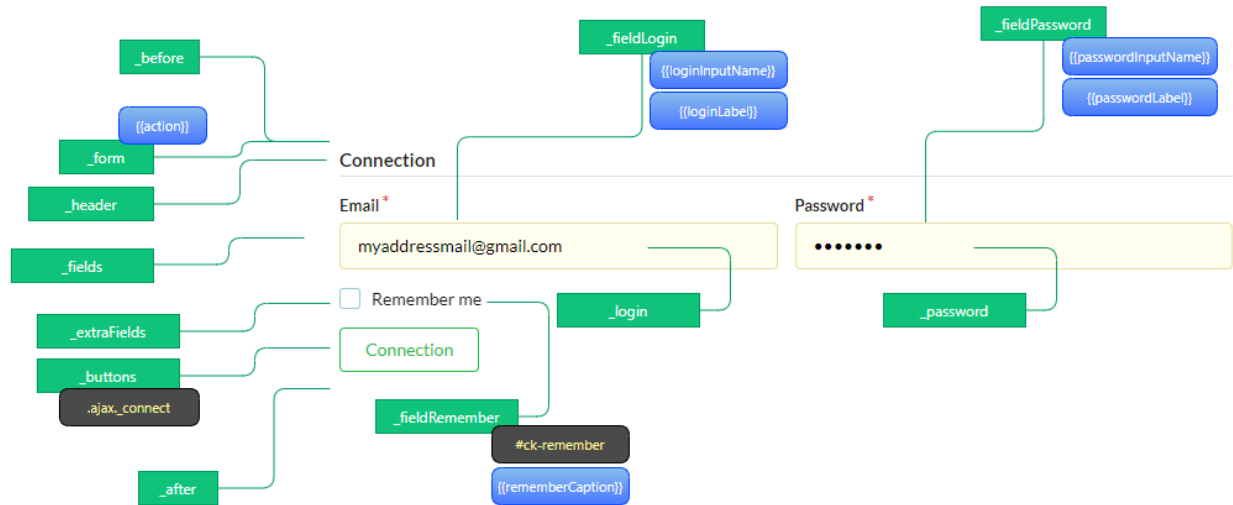 _fieldLogin
_fieldPassword
_before
{{loginInputName}}
{{passwordInputName}}
{{loginLabel}}
{{passwordLabel}}
{{action}}
_form
Connection
_header
Email *
Password *
myaddressmail@gmail.com
•••••••
_fields
Remember me
_login
_password
_extraFields
Connection
_buttons
.ajax._connect
_fieldRemember
#ck-remember
_after
{{rememberCaption}}